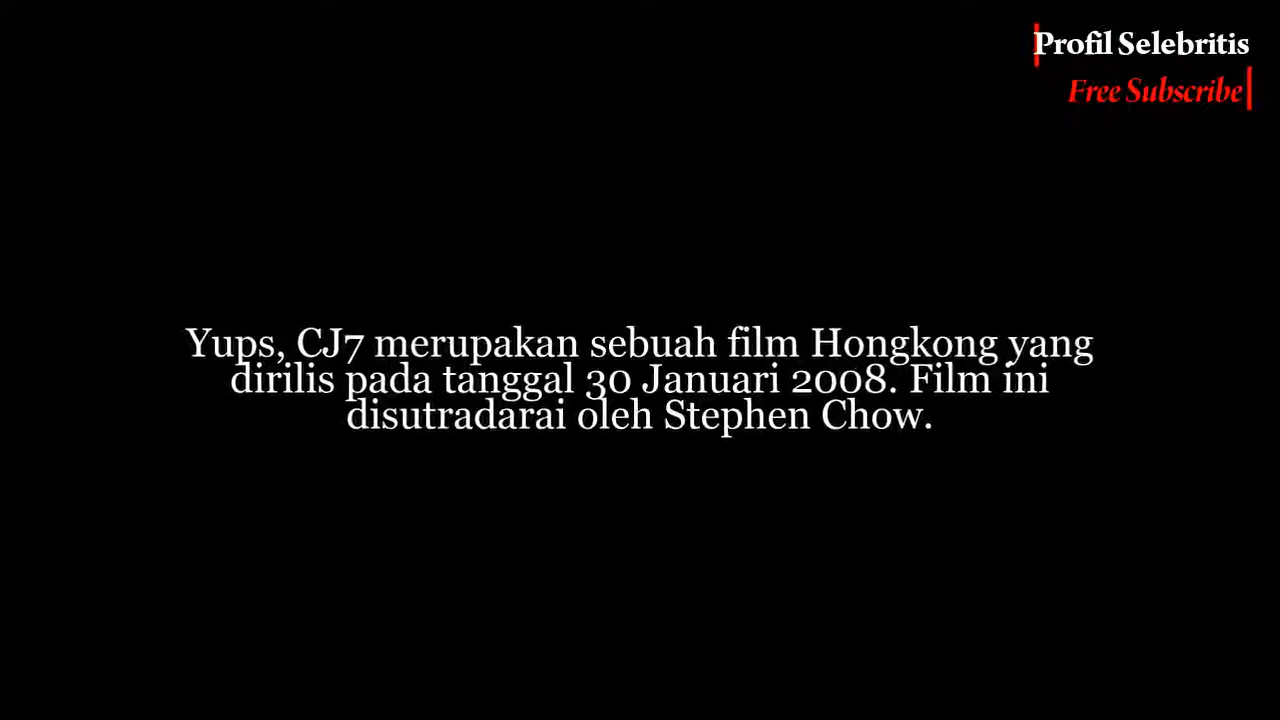 Profil Selebritis
Free Subscribe
Yups, CJ7 merupakan sebuah film Hongkong yang
dirilis pada tanggal 30 Januari 2008. Film ini
disutradarai oleh Stephen Chow.